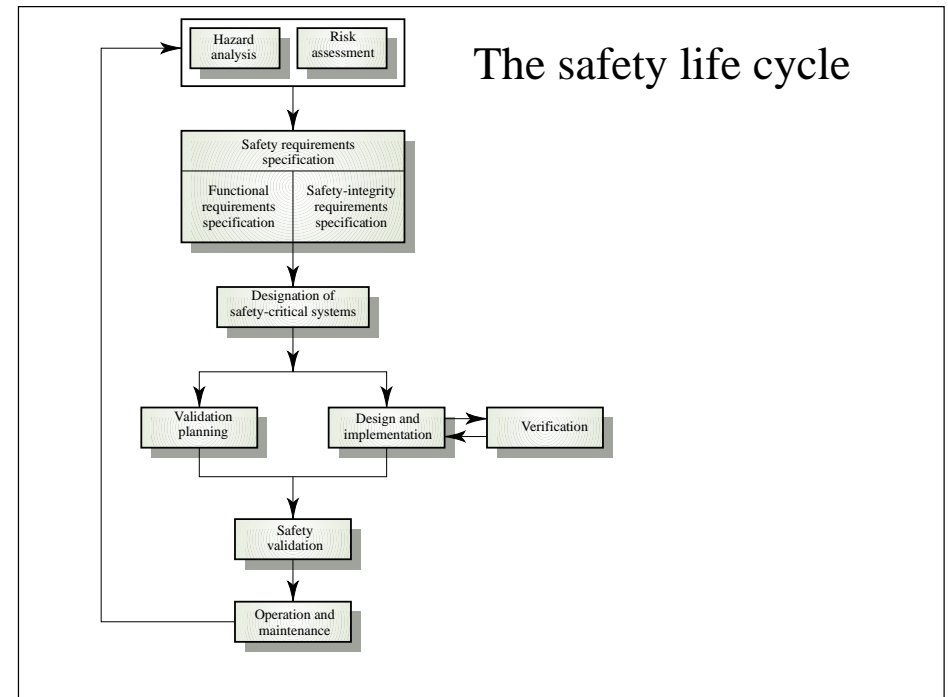 The safety life cycle
Hazard
analysis
Risk
assessment
Safety requirements
specification
Functional
requirements
specification
Safety-integrity
requirements
specification
Designation of
safety-critical systems
Validation
planning
Design and
implementation
Verification
Safety
validation
Operation and
maintenance